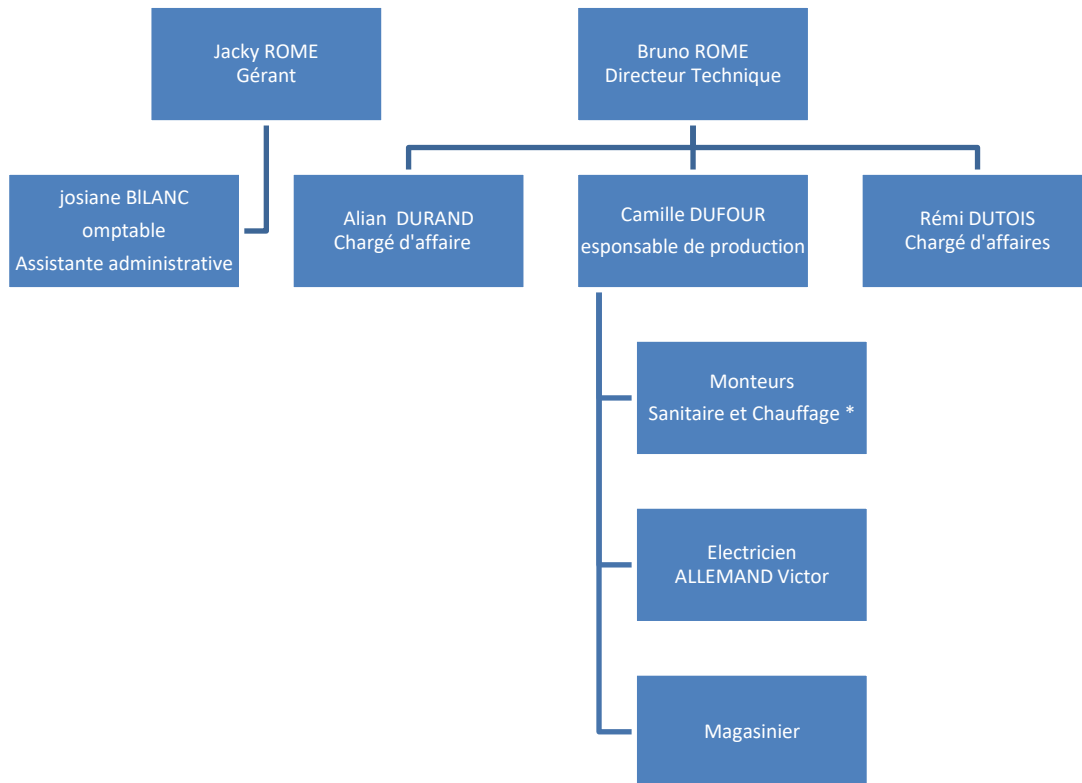 Jacky ROME
Gérant
Bruno ROME
Directeur Technique
josiane BILANC
omptable
Assistante administrative
Alian DURAND
Chargé d'affaire
Camille DUFOUR
esponsable de production
Rémi DUTOIS
Chargé d'affaires
Monteurs
Sanitaire et Chauffage *
Electricien
ALLEMAND Victor
Magasinier